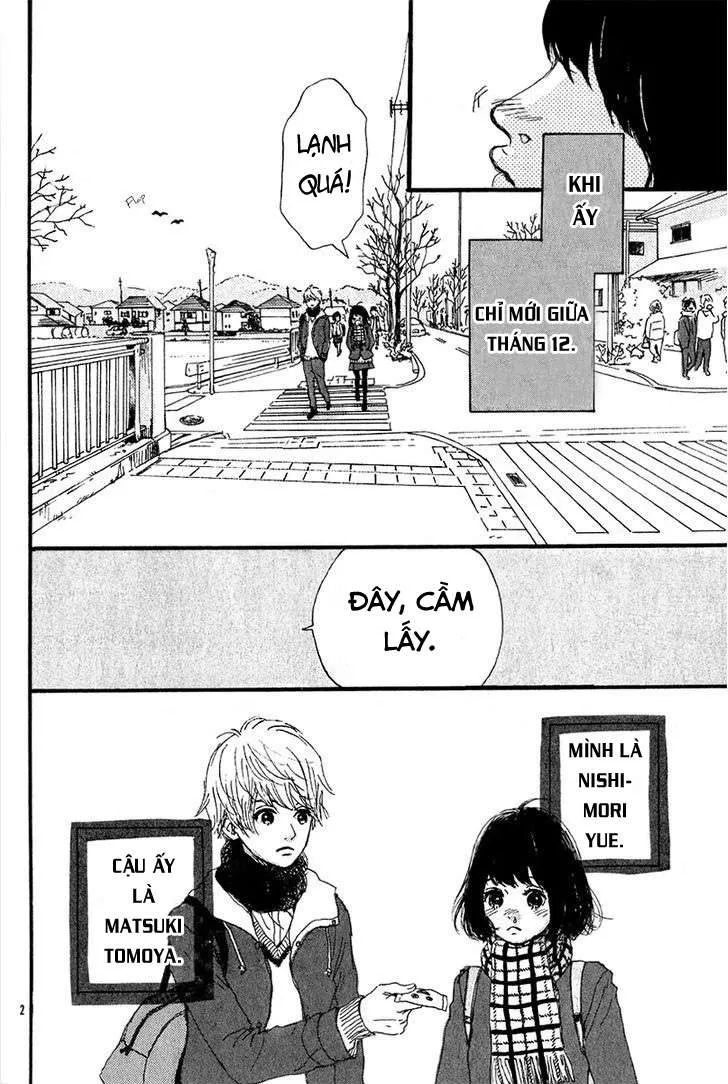 KHI
ẤY
CHỈ MỚI GIỮA
THÁNG 12.
LẠNH
QUÁ!
Flap
ĐÂY, CẦM
LẤY.
MÌNH LÀ
NISHI-
MORI
YUE.
CẬU ẤY
LÀ
MATSUKI
TOMOYA.
2